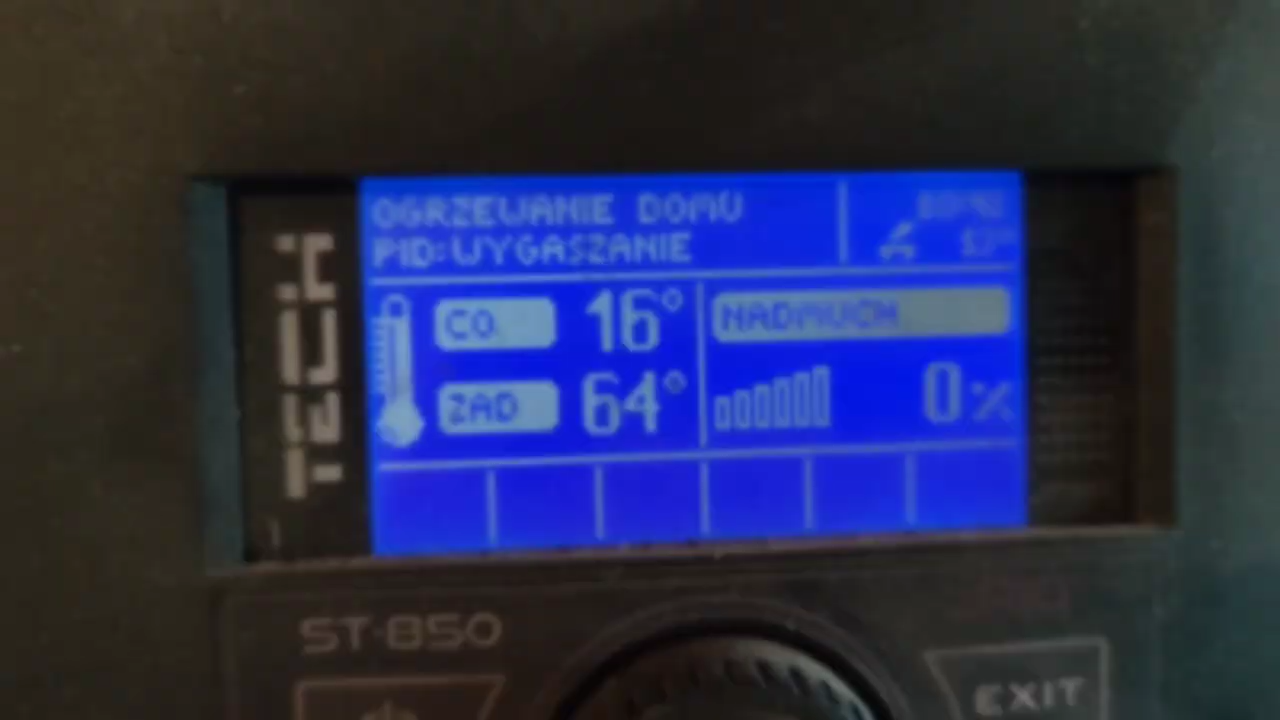 OGRZEWANIE DOMU
PID:WYGASZANIE
TECH
CO
16°
NADMUCH
ZAD
64°
0%
ST-850
EXIT